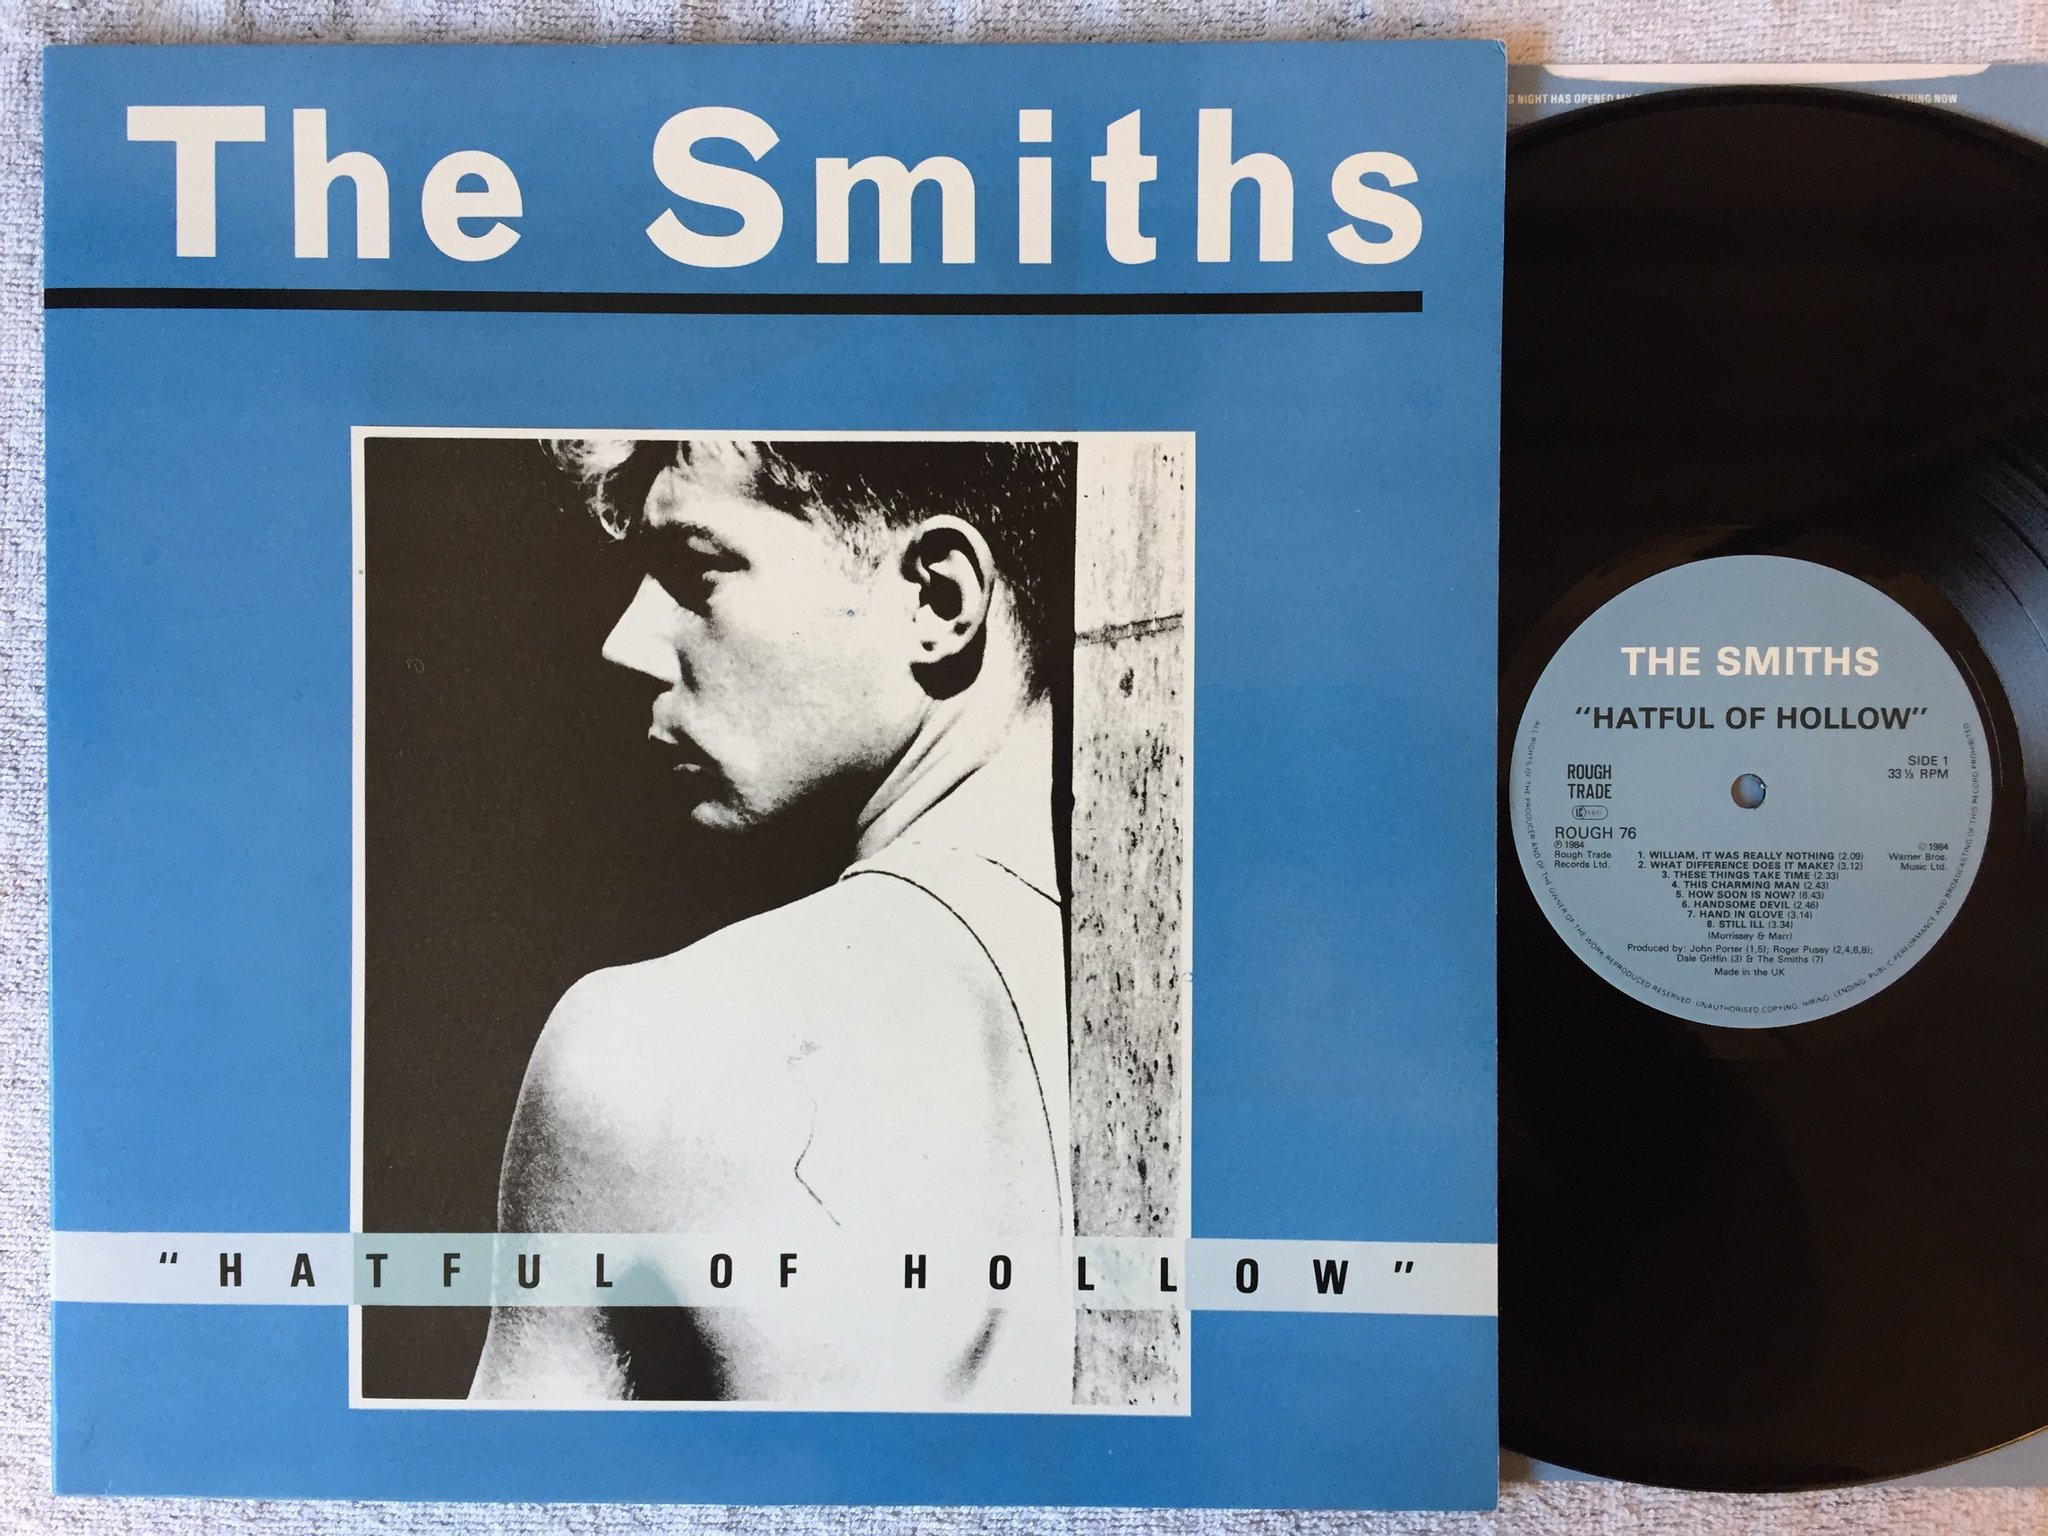 The Smiths
"HATFUL OF HOLLOW"
NIGHT HAS OPENED MY
NOW
THE SMITHS
"HATFUL OF HOLLOW"
SIDE 1
33⅓ RPM
ROUGH
TRADE
LC
ROUGH 76
℗ 1984
Rough Trade
Records Ltd.
© 1984
Warner Bros.
Music Ltd.
1. WILLIAM, IT WAS REALLY NOTHING (2.09)
2. WHAT DIFFERENCE DOES IT MAKE? (3.12)
3. THESE THINGS TAKE TIME (2.33)
4. THIS CHARMING MAN (2.43)
5. HOW SOON IS NOW? (6.43)
6. HANDSOME DEVIL (2.46)
7. HAND IN GLOVE (3.14)
8. STILL ILL (3.34)
(Morrissey & Marr)
Produced by: John Porter (1,5); Roger Pusey (2,4,6,8);
Dale Griffin (3) & The Smiths (7)
Made in the UK
ALL RIGHTS OF THE PRODUCER AND OF THE OWNER OF THE WORK REPRODUCED RESERVED. UNAUTHORISED COPYING, HIRING, LENDING, PUBLIC PERFORMANCE AND BROADCASTING OF THIS RECORD PROHIBITED